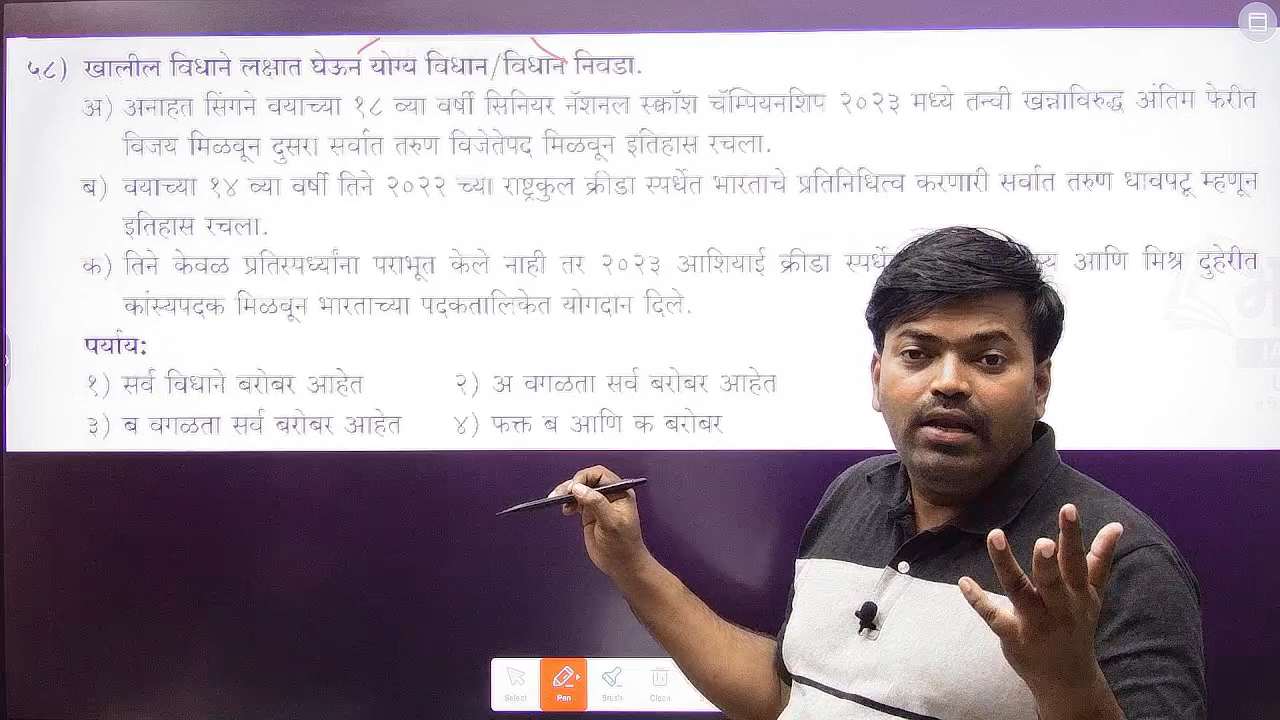 ५८) खालील विधाने लक्षात घेऊन योग्य विधान/विधाने निवडा.
अ) अनाहत सिंगने वयाच्या १८ व्या वर्षी सिनियर नॅशनल स्क्वॉश चॅम्पियनशिप २०२३ मध्ये तन्वी खन्नाविरुद्ध अंतिम फेरीत
विजय मिळवून दुसरा सर्वात तरुण विजेतेपद मिळवून इतिहास रचला.
ब) वयाच्या १४ व्या वर्षी तिने २०२२ च्या राष्ट्रकुल क्रीडा स्पर्धेत भारताचे प्रतिनिधित्व करणारी सर्वात तरुण धावपटू म्हणून
इतिहास रचला.
क) तिने केवळ प्रतिस्पर्ध्यांना पराभूत केले नाही तर २०२३ आशियाई क्रीडा आणि मिश्र दुहेरीत
कांस्यपदक मिळवून भारताच्या पदकतालिकेत योगदान दिले.
पर्याय:
१) सर्व विधाने बरोबर आहेत २) अ वगळता सर्व बरोबर आहेत
३) ब वगळता सर्व बरोबर आहेत ४) फक्त ब आणि क बरोबर
Select Pen Brush Clean